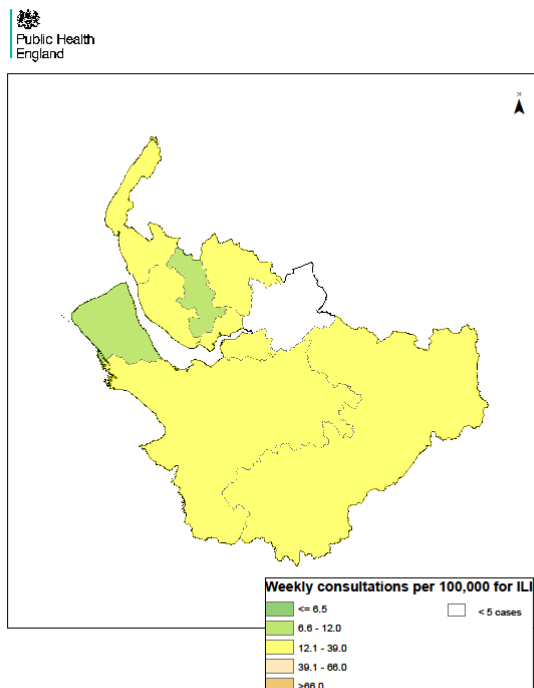 Public Health
England
Weekly consultations per 100,000 for ILI
<= 6.5
< 5 cases
6.6 - 12.0
12.1 - 39.0
39.1 - 66.0
>66.0